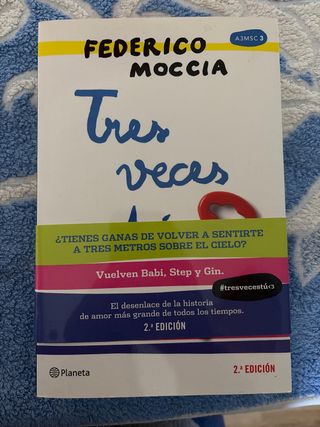 FEDERICO
MOCCIA
A3MSC 3
Tres
veces
¿TIENES GANAS DE VOLVER A SENTIRTE
A TRES METROS SOBRE EL CIELO?
Vuelven Babi, Step y Gin.
#tresvecestú<3
El desenlace de la historia
de amor más grande de todos los tiempos.
2.ª EDICIÓN
Planeta
2.ª EDICIÓN